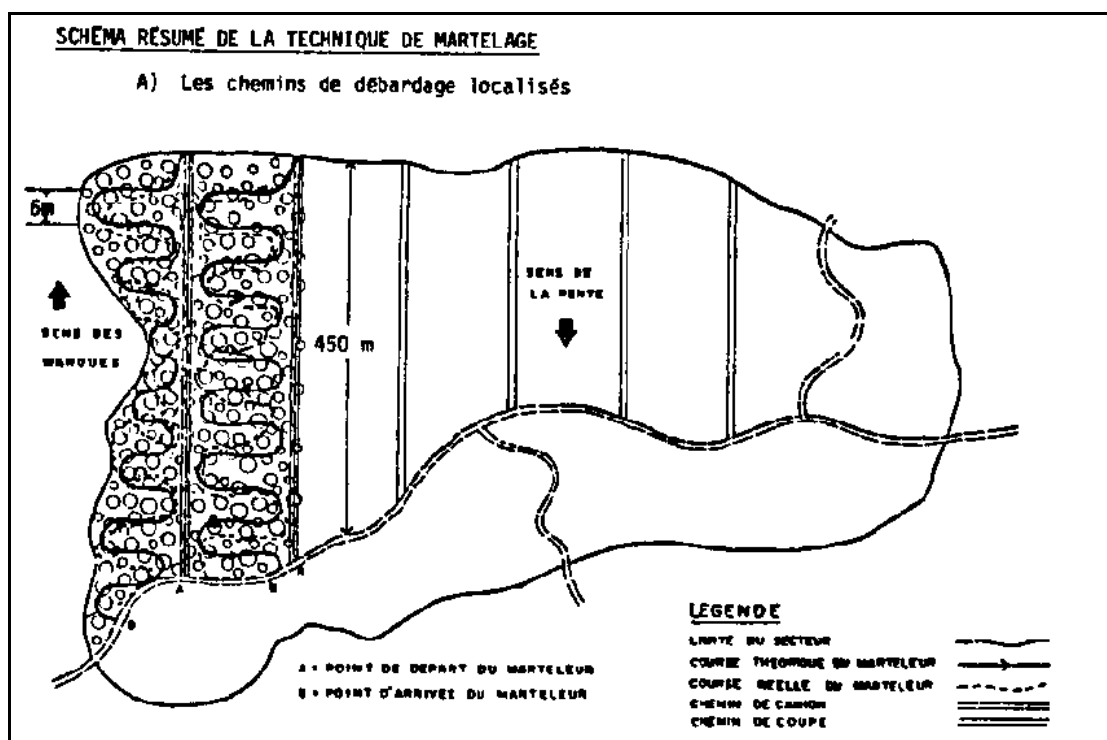 SCHÉMA RÉSUMÉ DE LA TECHNIQUE DE MARTELAGE
A) Les chemins de débardage localisés
6m
SENS DES
MARQUES
450 m
SENS DE
LA PENTE
A
B
A
B
A = POINT DE DEPART DU MARTELEUR
B = POINT D'ARRIVÉE DU MARTELEUR
LÉGENDE
LIMITE DU SECTEUR
COURSE THÉORIQUE DU MARTELEUR
COURSE RÉELLE DU MARTELEUR
CHEMIN DE CAMION
CHEMIN DE COUPE